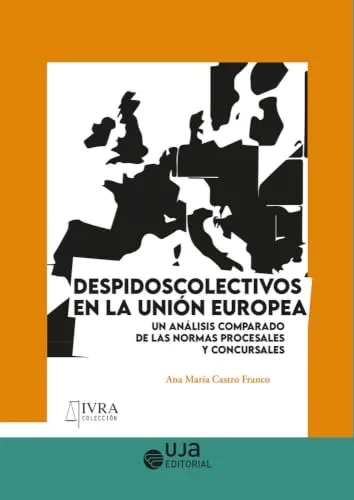 DESPIDOSCOLECTIVOS
EN LA UNIÓN EUROPEA
UN ANÁLISIS COMPARADO
DE LAS NORMAS PROCESALES
Y CONCURSALES
Ana María Castro Franco
IVRA
COLECCIÓN
uja
EDITORIAL